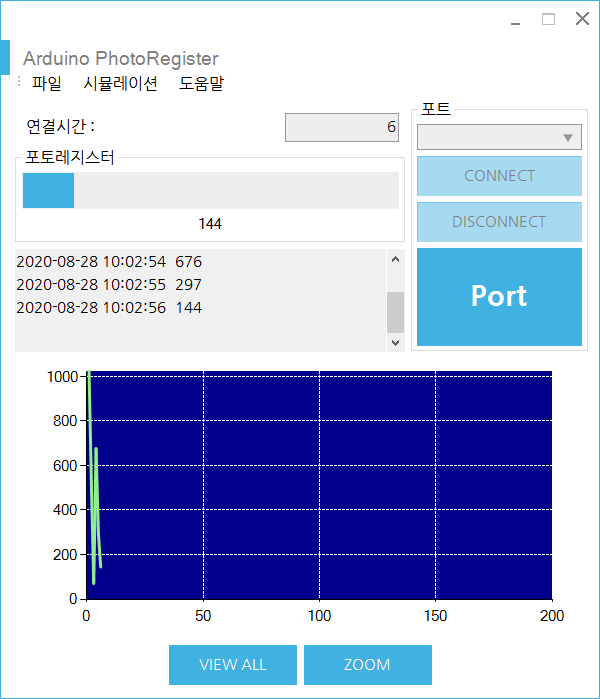 Arduino PhotoRegister
파일 시뮬레이션 도움말
연결시간 : 6
포트
포토레지스터
CONNECT
144
DISCONNECT
2020-08-28 10:02:54 676
2020-08-28 10:02:55 297
2020-08-28 10:02:56 144
Port
1000
800
600
400
200
0
0 50 100 150 200
VIEW ALL ZOOM